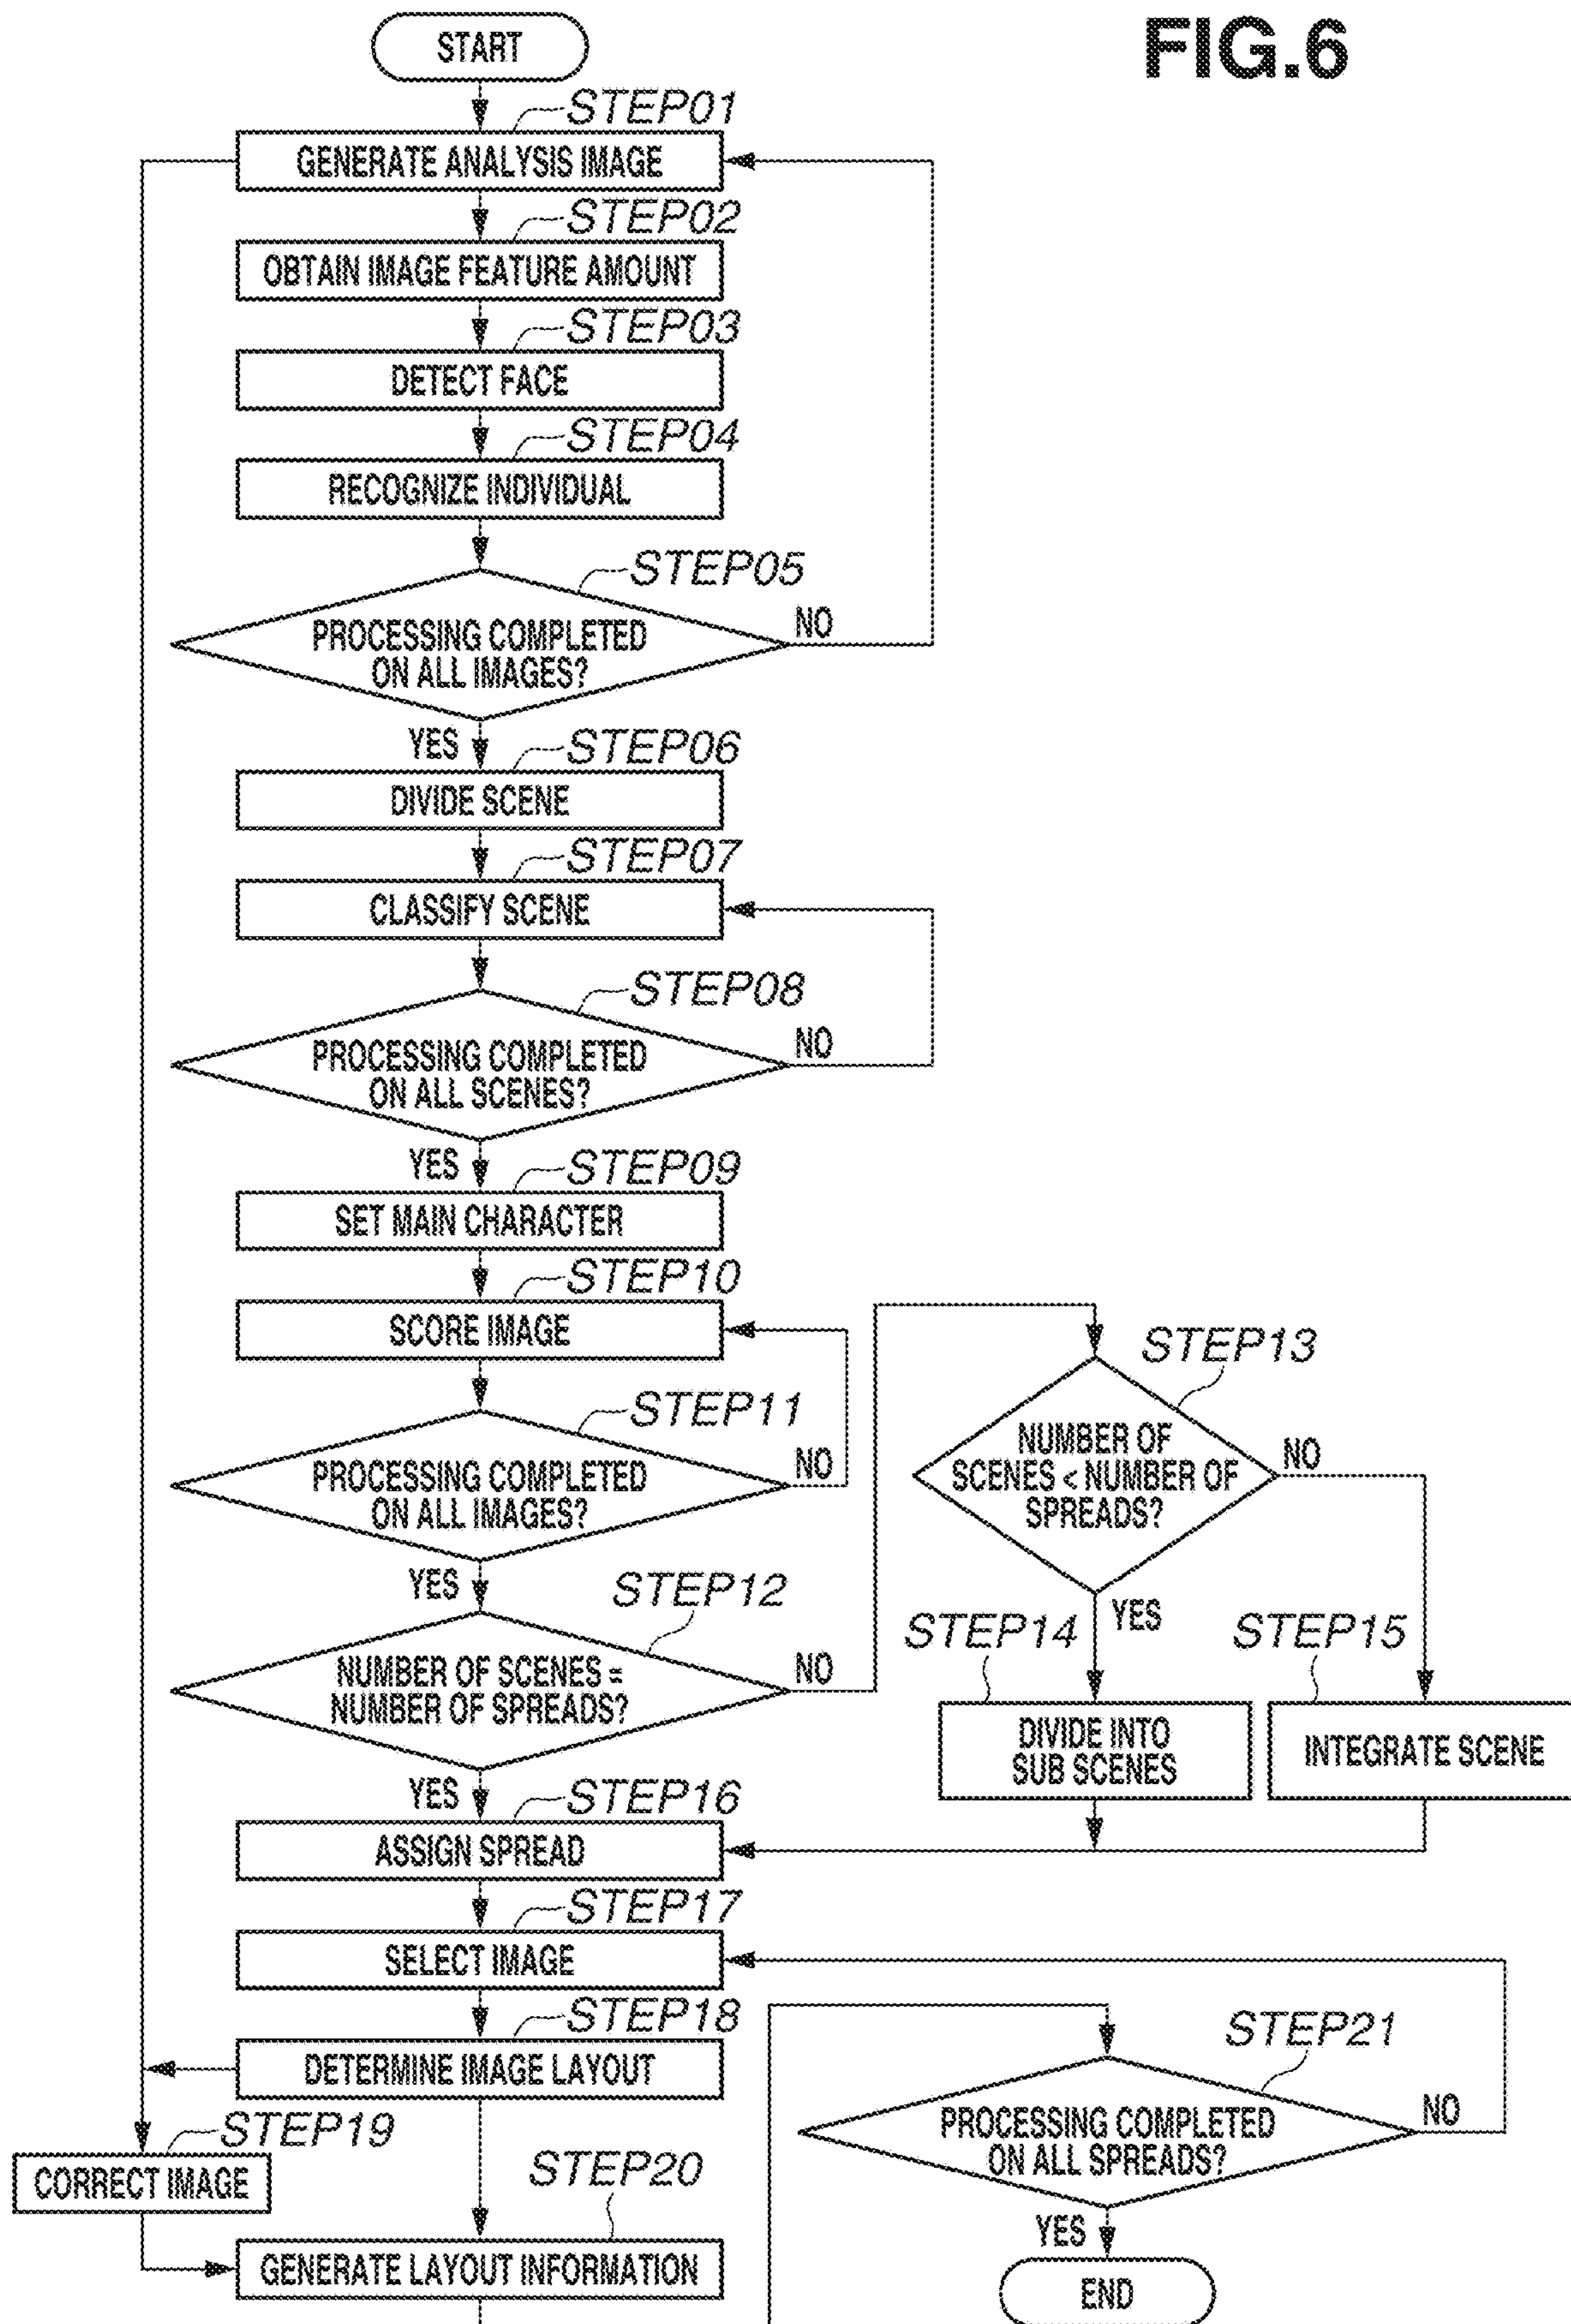 FIG.6
START
STEP01
GENERATE ANALYSIS IMAGE
STEP02
OBTAIN IMAGE FEATURE AMOUNT
STEP03
DETECT FACE
STEP04
RECOGNIZE INDIVIDUAL
STEP05
PROCESSING COMPLETED
ON ALL IMAGES?
NO
YES
STEP06
DIVIDE SCENE
STEP07
CLASSIFY SCENE
STEP08
PROCESSING COMPLETED
ON ALL SCENES?
NO
YES
STEP09
SET MAIN CHARACTER
STEP10
SCORE IMAGE
STEP11
PROCESSING COMPLETED
ON ALL IMAGES?
NO
YES
STEP12
NUMBER OF SCENES =
NUMBER OF SPREADS?
NO
YES
STEP13
NUMBER OF
SCENES < NUMBER OF
SPREADS?
NO
YES
STEP14
DIVIDE INTO
SUB SCENES
STEP15
INTEGRATE SCENE
STEP16
ASSIGN SPREAD
STEP17
SELECT IMAGE
STEP18
DETERMINE IMAGE LAYOUT
STEP19
CORRECT IMAGE
STEP20
GENERATE LAYOUT INFORMATION
STEP21
PROCESSING COMPLETED
ON ALL SPREADS?
NO
YES
END